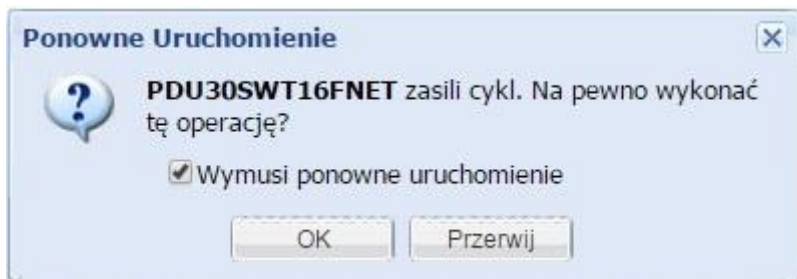 Ponowne Uruchomienie
PDU30SWT16FNET zasili cykl. Na pewno wykonać
tę operację?
Wymusi ponowne uruchomienie
OK
Przerwij